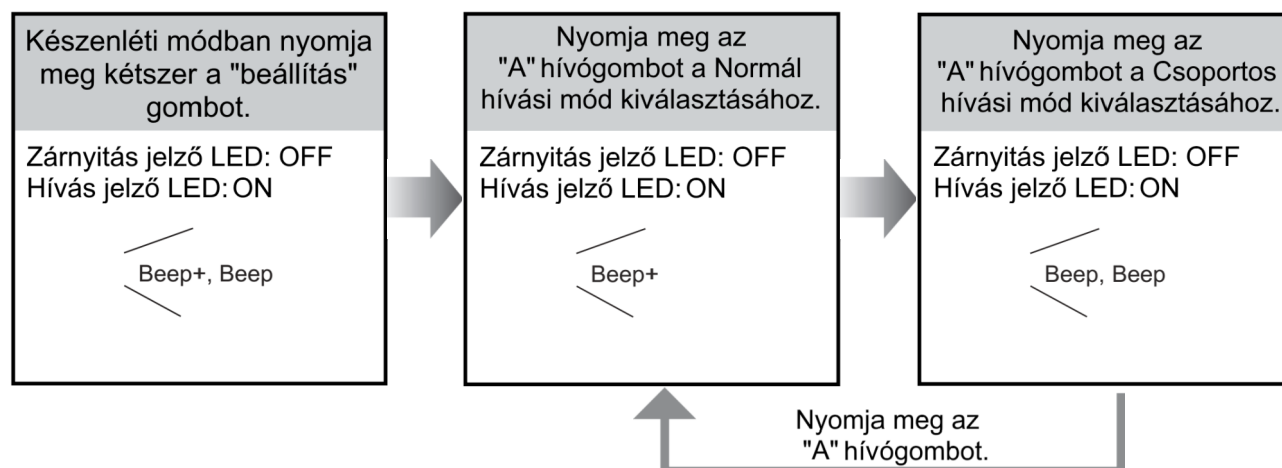 Készenléti módban nyomja
meg kétszer a "beállítás"
gombot.
Zárnyitás jelző LED: OFF
Hívás jelző LED: ON
Beep+, Beep
Nyomja meg az
"A" hívógombot a Normál
hívási mód kiválasztásához.
Zárnyitás jelző LED: OFF
Hívás jelző LED: ON
Beep+
Nyomja meg az
"A" hívógombot a Csoportos
hívási mód kiválasztásához.
Zárnyitás jelző LED: OFF
Hívás jelző LED: ON
Beep, Beep
Nyomja meg az
"A" hívógombot.